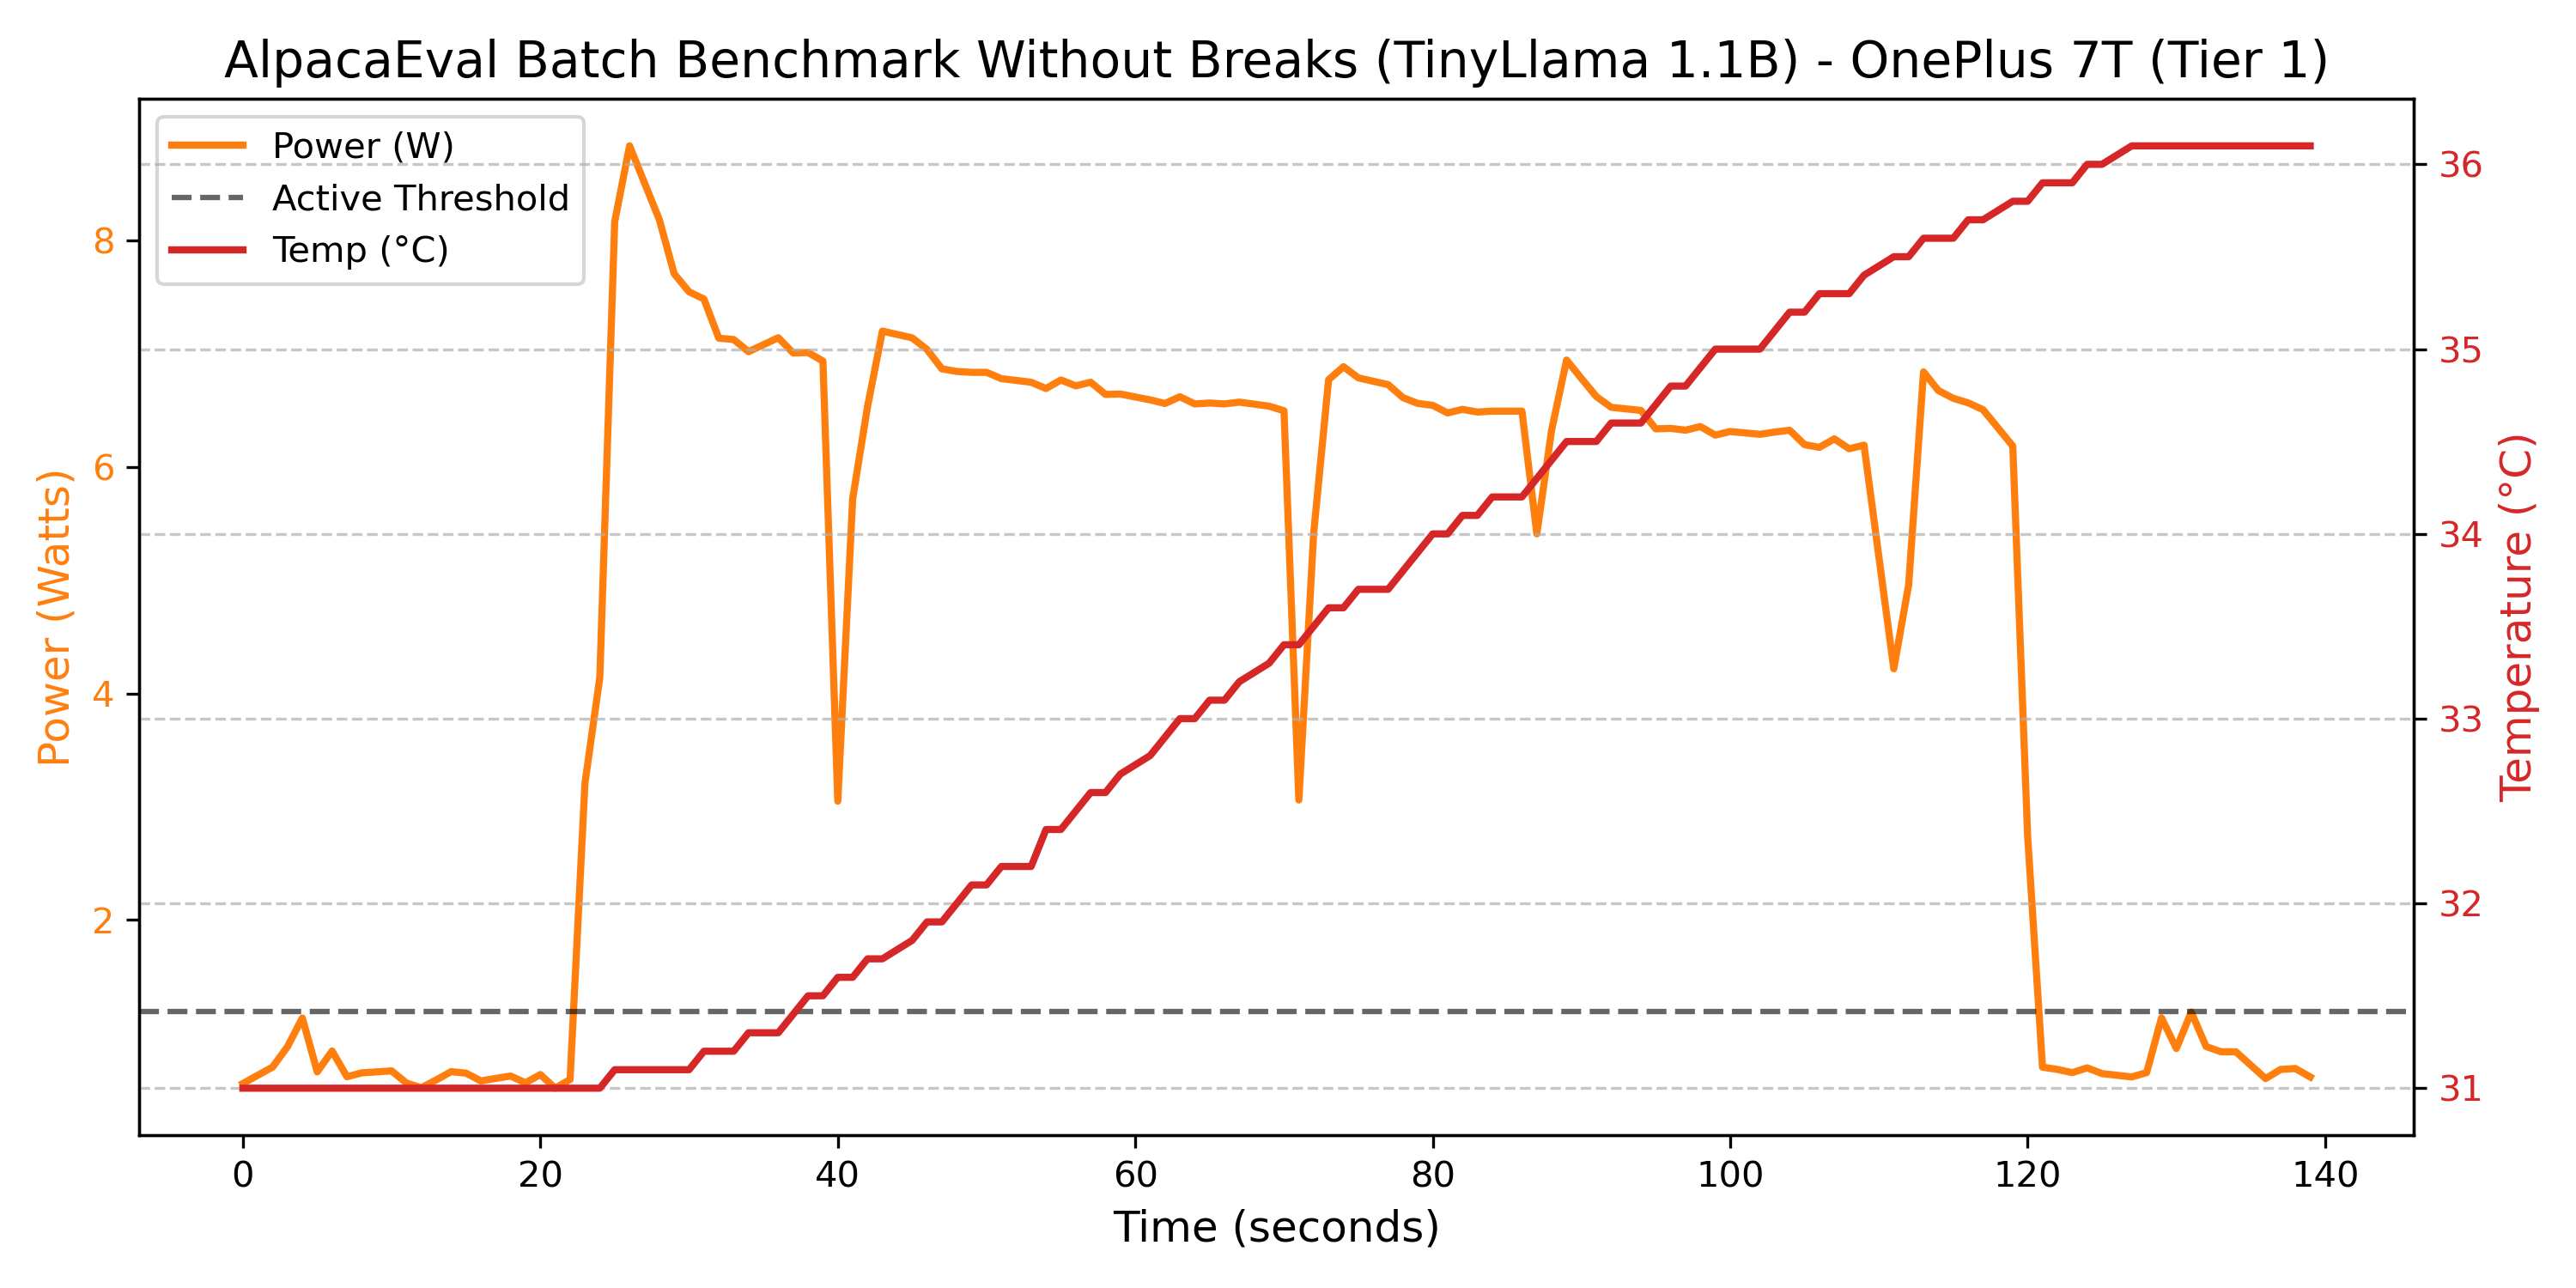 AlpacaEval Batch Benchmark Without Breaks (TinyLlama 1.1B) - OnePlus 7T (Tier 1)
Power (W)
Active Threshold
Temp (°C)
8
6
4
2
Power (Watts)
36
35
34
33
32
31
Temperature (°C)
0 20 40 60 80 100 120 140
Time (seconds)